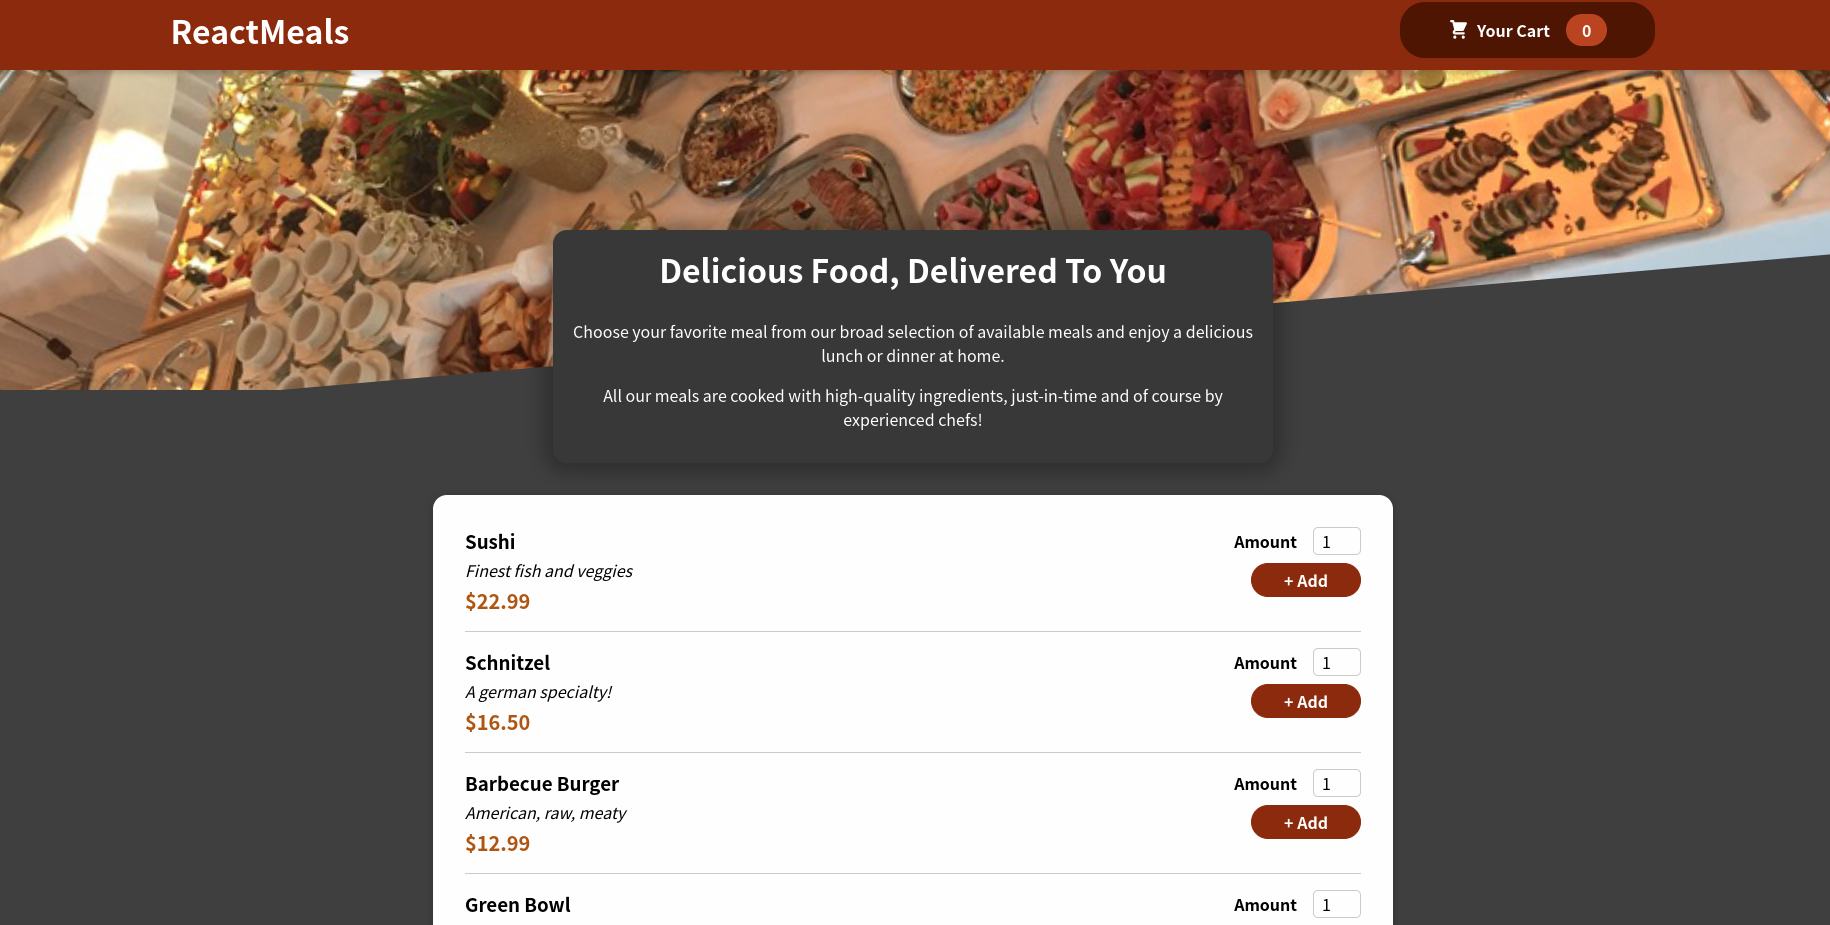 ReactMeals
Your Cart 0
Delicious Food, Delivered To You
Choose your favorite meal from our broad selection of available meals and enjoy a delicious
lunch or dinner at home.
All our meals are cooked with high-quality ingredients, just-in-time and of course by
experienced chefs!
Sushi
Amount 1
Finest fish and veggies
+ Add
$22.99
Schnitzel
Amount 1
A german specialty!
+ Add
$16.50
Barbecue Burger
Amount 1
American, raw, meaty
+ Add
$12.99
Green Bowl
Amount 1